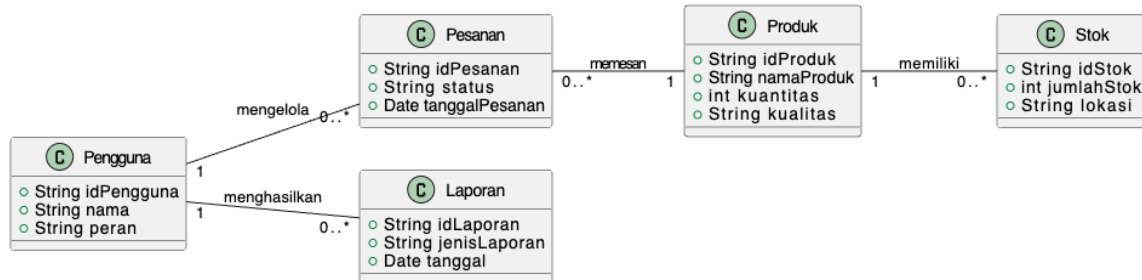 C Pengguna
String idPengguna
String nama
String peran
mengelola
1
0..*
menghasilkan
1
0..*
C Pesanan
String idPesanan
String status
Date tanggalPesanan
C Laporan
String idLaporan
String jenisLaporan
Date tanggal
memesan
0..*
1
C Produk
String idProduk
String namaProduk
int kuantitas
String kualitas
memiliki
1
0..*
C Stok
String idStok
int jumlahStok
String lokasi